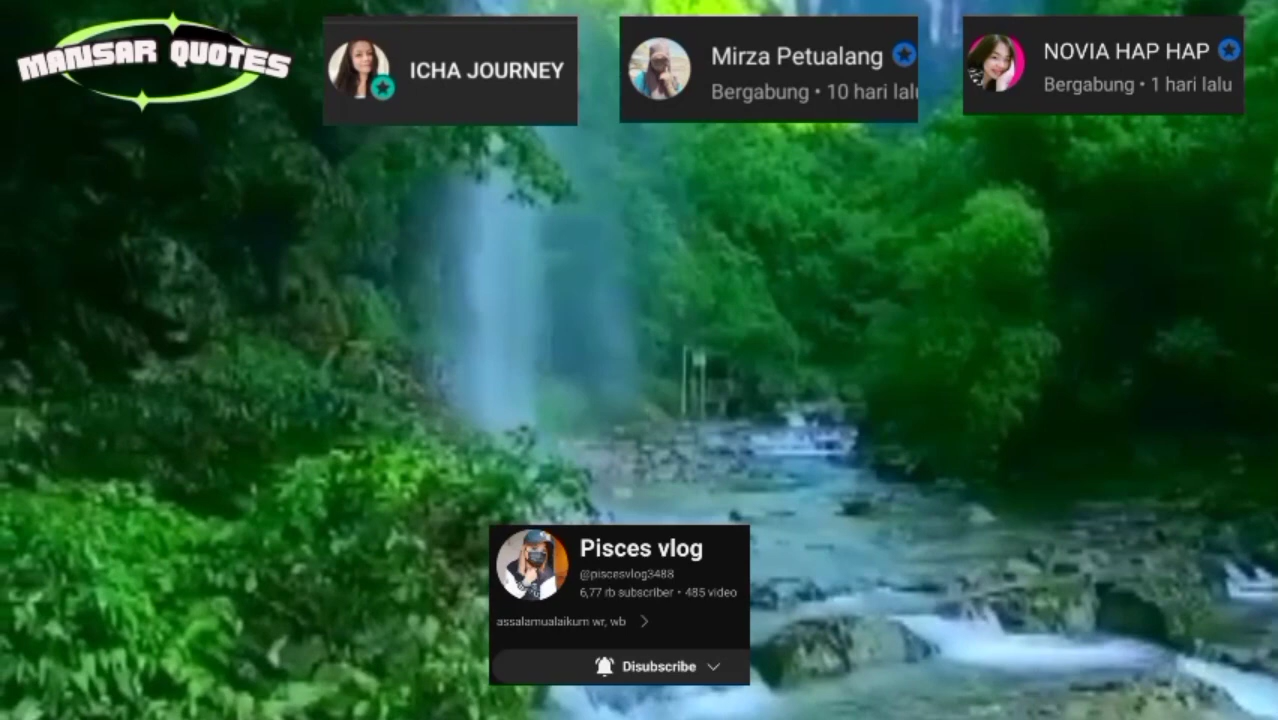 MANSAR QUOTES
ICHA JOURNEY
Mirza Petualang
Bergabung • 10 hari lalu
NOVIA HAP HAP
Bergabung • 1 hari lalu
Pisces vlog
@piscesvlog3488
6,77 rb subscriber • 485 video
assalamualaikum wr, wb
Disubscribe